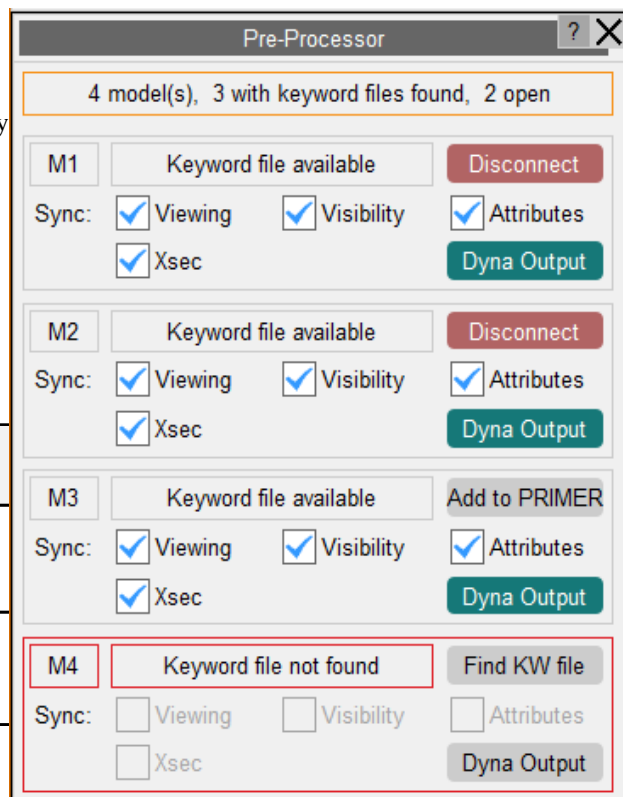 Pre-Processor ? X
4 model(s), 3 with keyword files found, 2 open
y
M1 Keyword file available Disconnect
Sync: Viewing Visibility Attributes
Xsec Dyna Output
M2 Keyword file available Disconnect
Sync: Viewing Visibility Attributes
Xsec Dyna Output
M3 Keyword file available Add to PRIMER
Sync: Viewing Visibility Attributes
Xsec Dyna Output
M4 Keyword file not found Find KW file
Sync: Viewing Visibility Attributes
Xsec Dyna Output